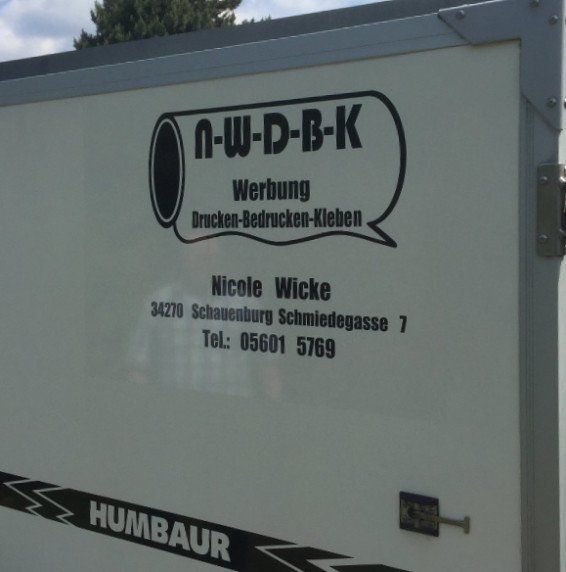 n-W-D-B-K
Werbung
Drucken-Bedrucken-Kleben
Nicole Wicke
34270 Schauenburg Schmiedegasse 7
Tel.: 05601 5769
HUMBAUR